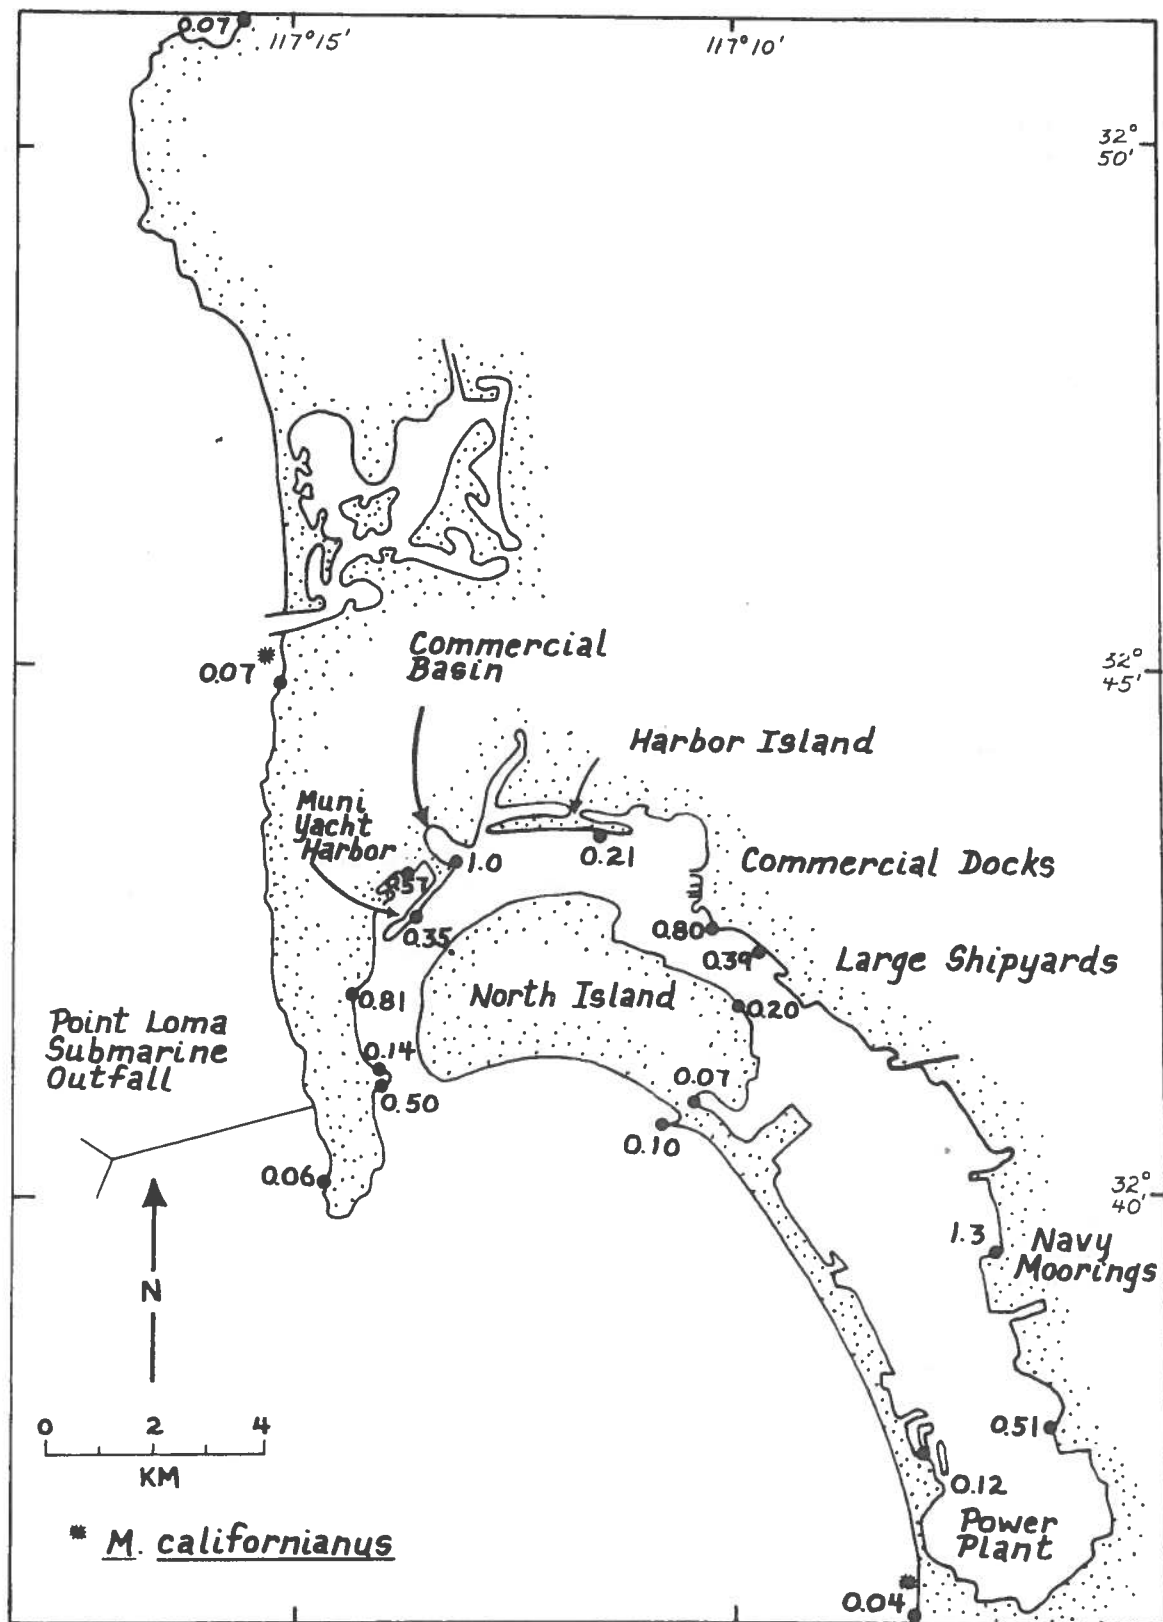 0.07
117°15'
117°10'
32°
50'
Commercial
Basin
32°
45'
*
0.07
Harbor Island
Muni
Yacht
Harbor
1.0
0.21
Commercial Docks
.57
0.35
0.80
0.39
Large Shipyards
North Island
0.81
0.20
Point Loma
Submarine
Outfall
0.14
0.50
0.07
0.10
0.06
32°
40'
N
1.3
Navy
Moorings
0 2 4
KM
0.51
0.12
Power
Plant
* M. californianus
*
0.04